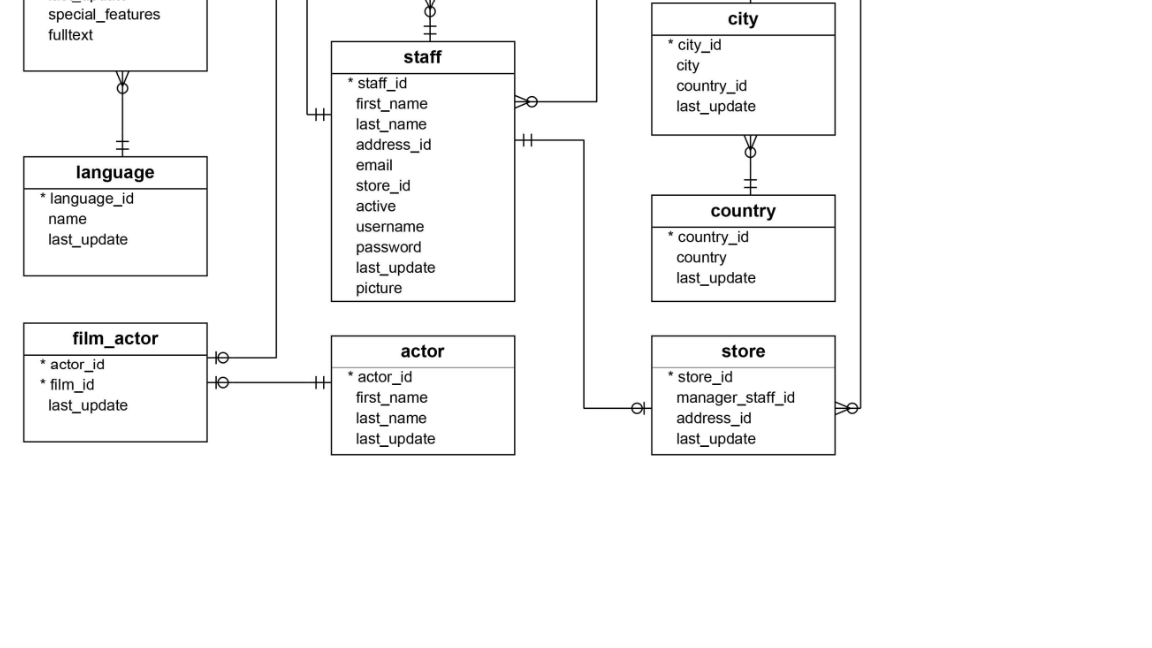 special_features
fulltext
language
* language_id
name
last_update
film_actor
* actor_id
* film_id
last_update
staff
* staff_id
first_name
last_name
address_id
email
store_id
active
username
password
last_update
picture
actor
* actor_id
first_name
last_name
last_update
city
* city_id
city
country_id
last_update
country
* country_id
country
last_update
store
* store_id
manager_staff_id
address_id
last_update